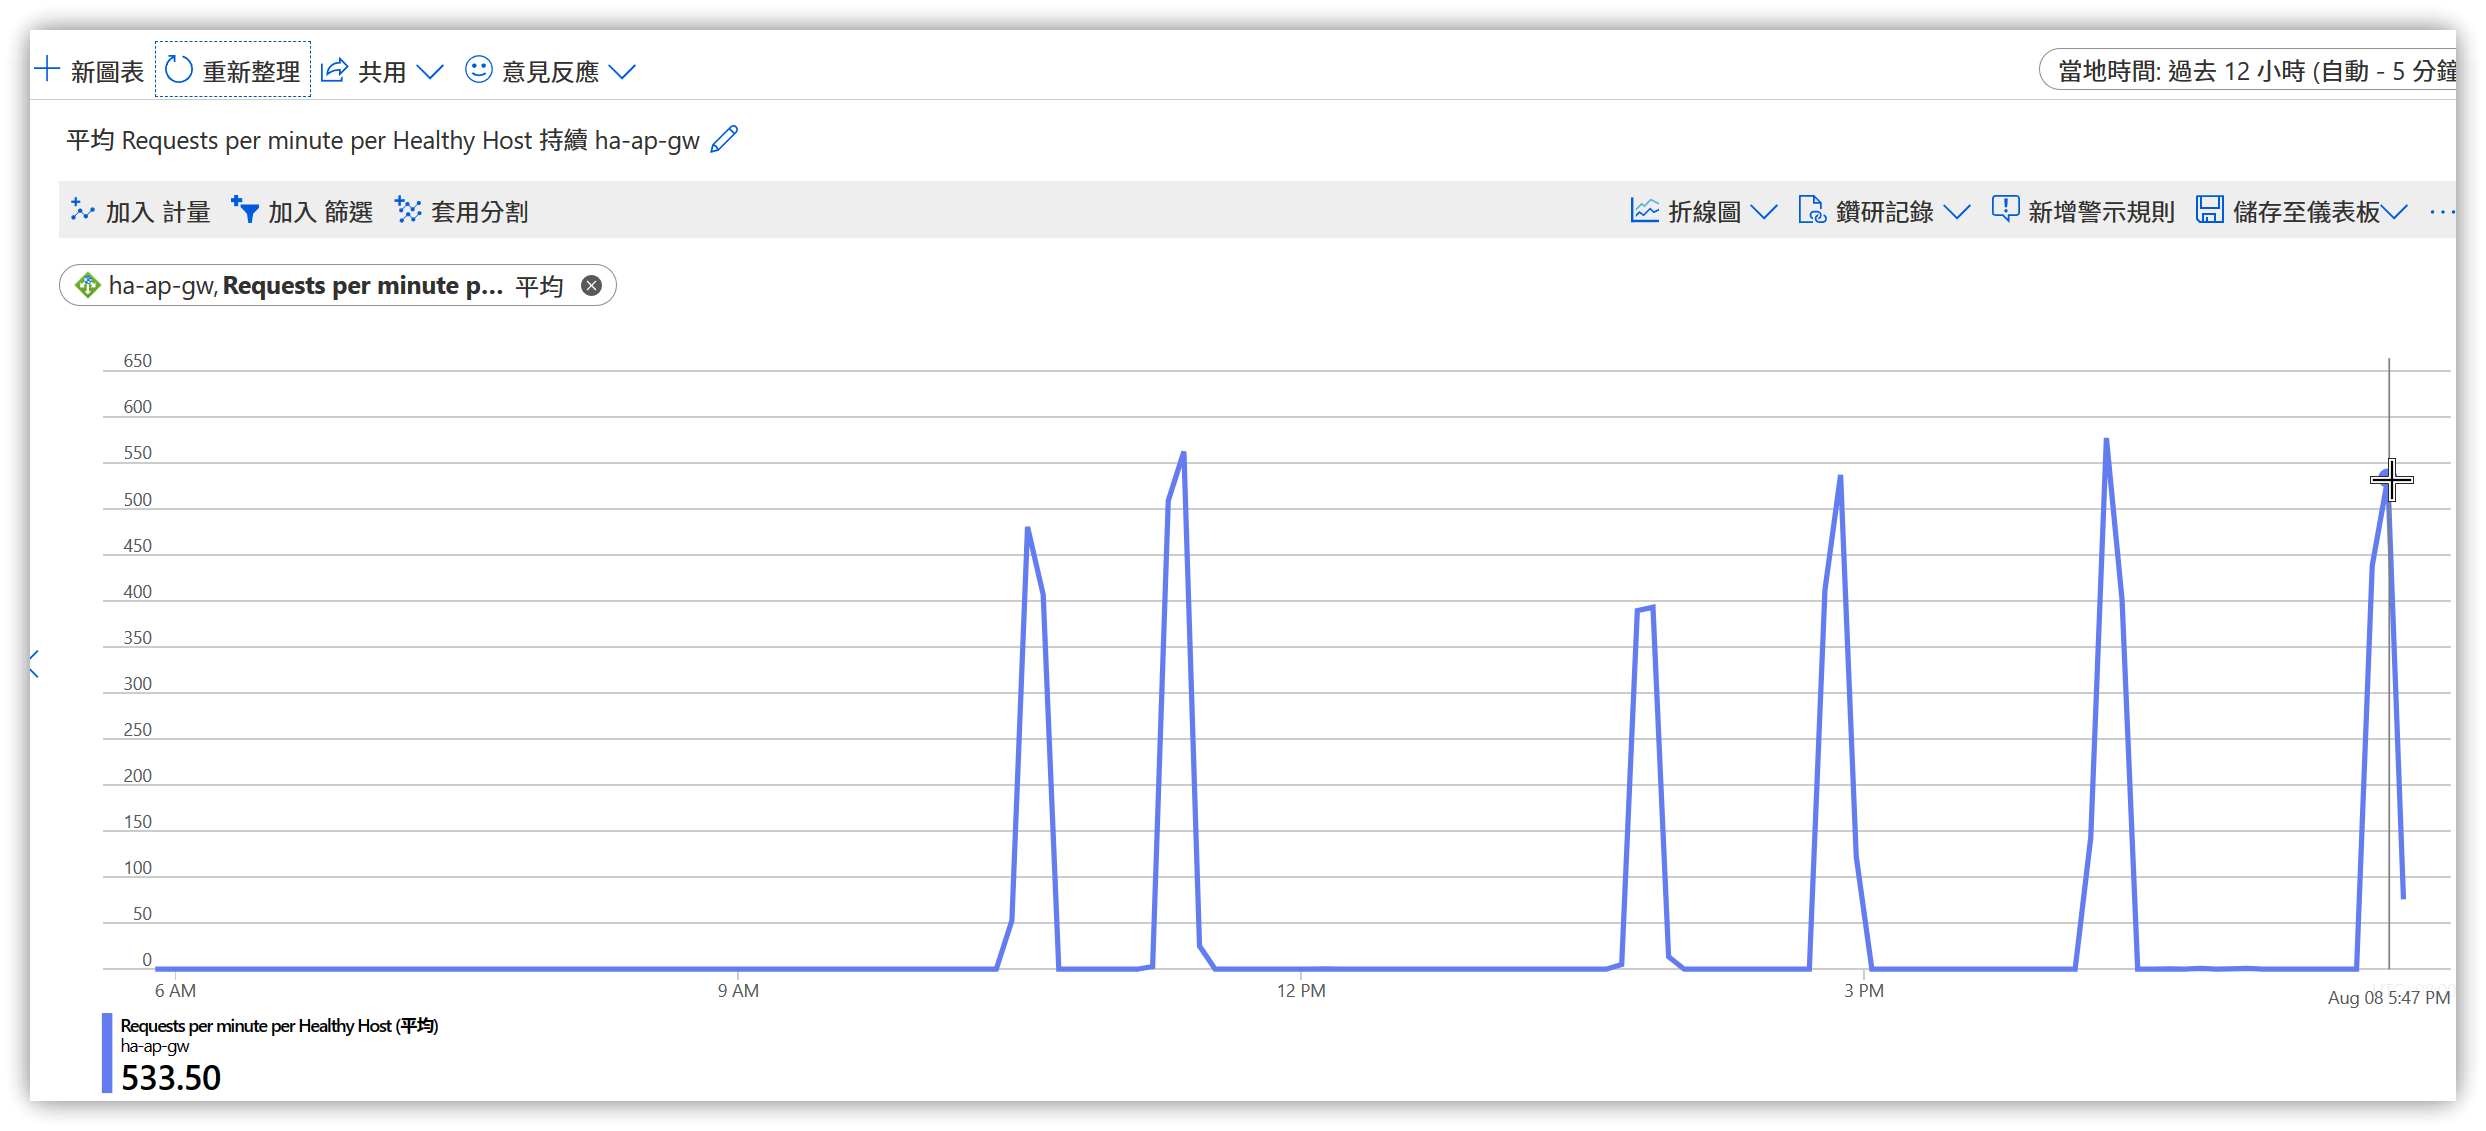 新圖表 重新整理 共用 意見反應 當地時間: 過去 12 小時 (自動 - 5 分鐘
平均 Requests per minute per Healthy Host 持續 ha-ap-gw
加入 計量 加入 篩選 套用分割 折線圖 鑽研記錄 新增警示規則 儲存至儀表板 ...
ha-ap-gw, Requests per minute p... 平均
650
600
550
500
450
400
350
300
250
200
150
100
50
0
6 AM 9 AM 12 PM 3 PM Aug 08 5:47 PM
Requests per minute per Healthy Host (平均)
ha-ap-gw
533.50